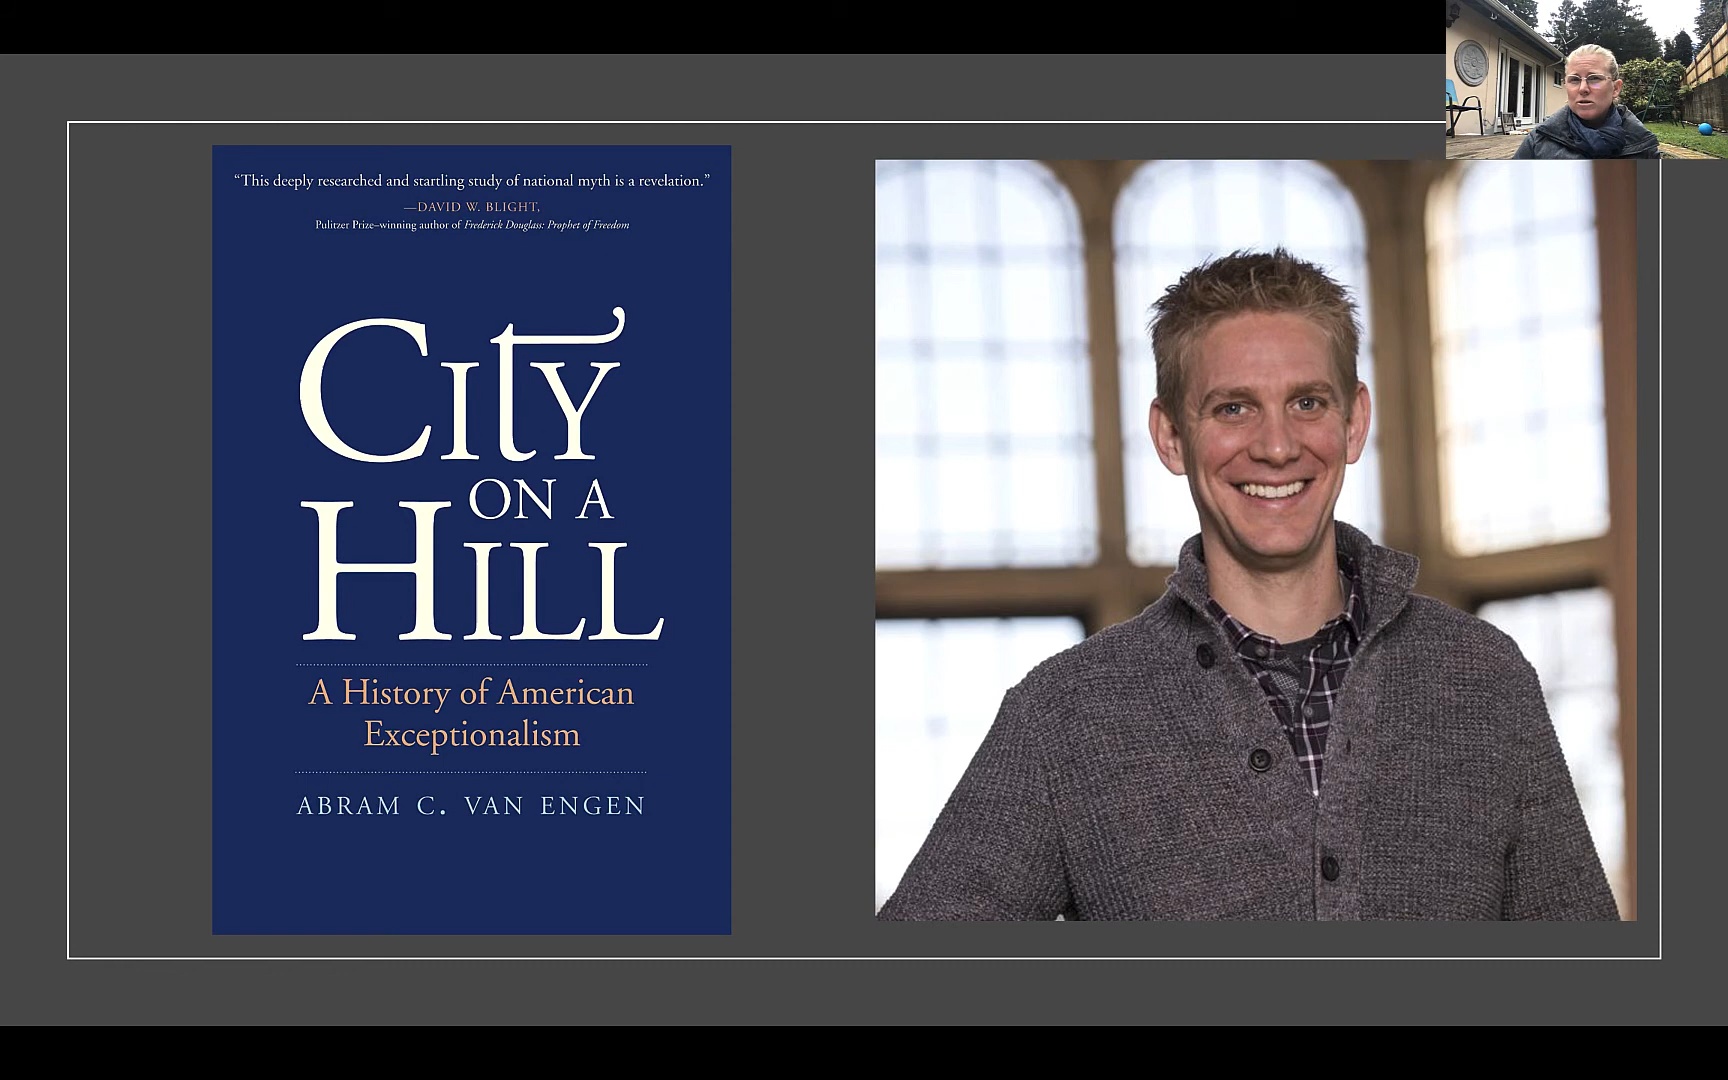 “This deeply researched and startling study of national myth is a revelation.”
—DAVID W. BLIGHT,
Pulitzer Prize–winning author of Frederick Douglass: Prophet of Freedom
CITY
ON A
HILL
A History of American
Exceptionalism
ABRAM C. VAN ENGEN